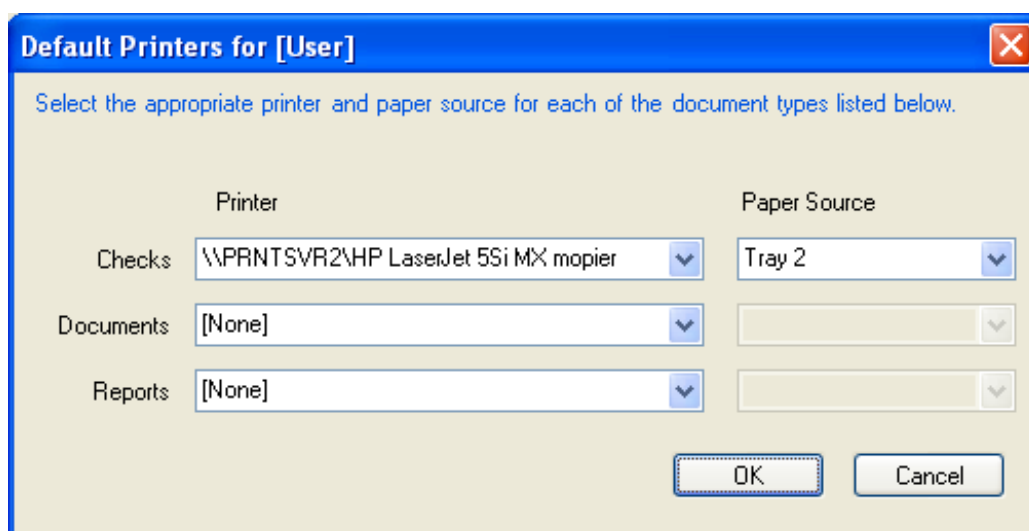 Default Printers for [User]
Select the appropriate printer and paper source for each of the document types listed below.
Printer Paper Source
Checks \\PRNTSVR2\HP LaserJet 5Si MX mopier Tray 2
Documents [None]
Reports [None]
OK Cancel